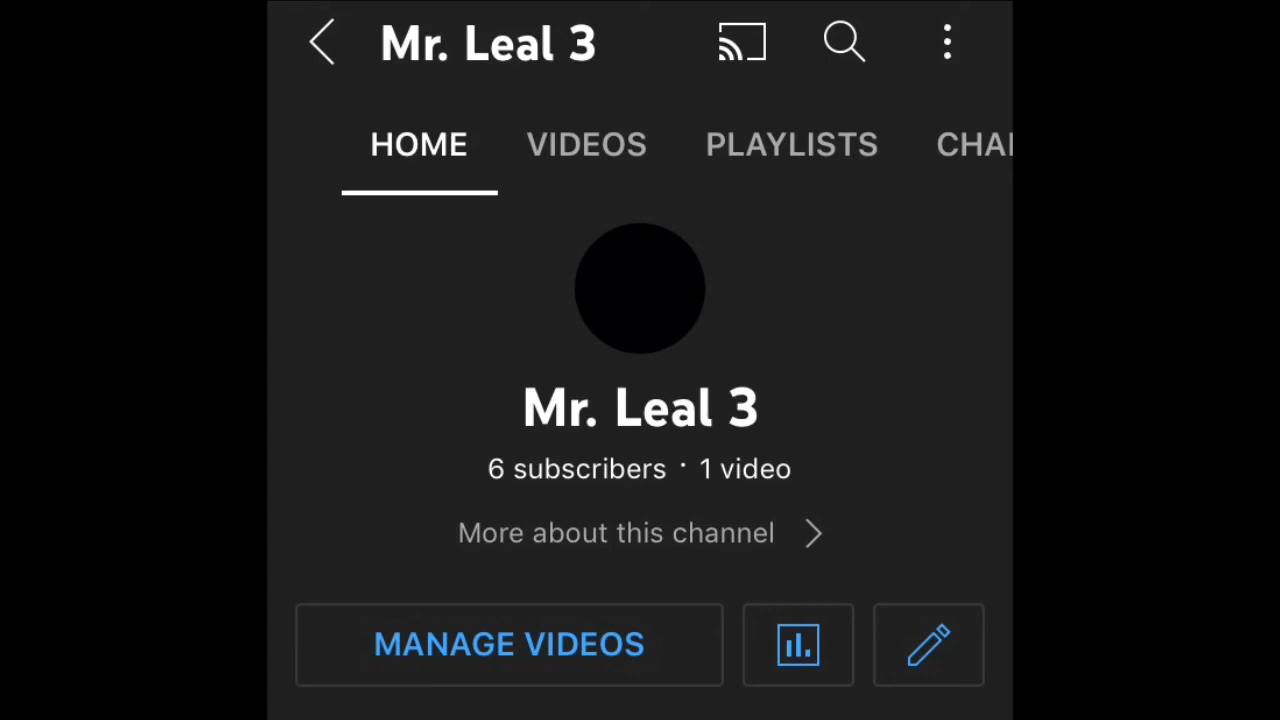 Mr. Leal 3
HOME VIDEOS PLAYLISTS CHA
Mr. Leal 3
6 subscribers · 1 video
More about this channel
MANAGE VIDEOS